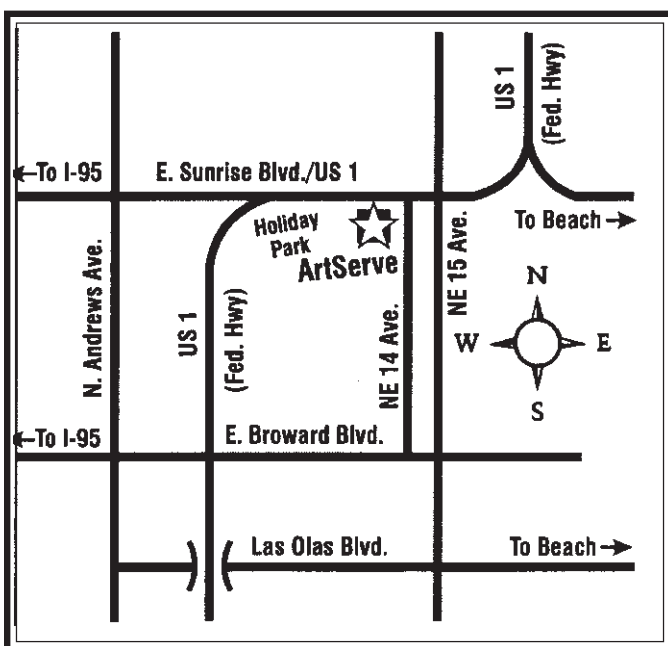 US 1
(Fed. Hwy)
←To I-95
E. Sunrise Blvd./US 1
To Beach→
Holiday
Park
ArtServe
N. Andrews Ave.
US 1
(Fed. Hwy)
NE 14 Ave.
NE 15 Ave.
N
W
E
S
←To I-95
E. Broward Blvd.
Las Olas Blvd.
To Beach→